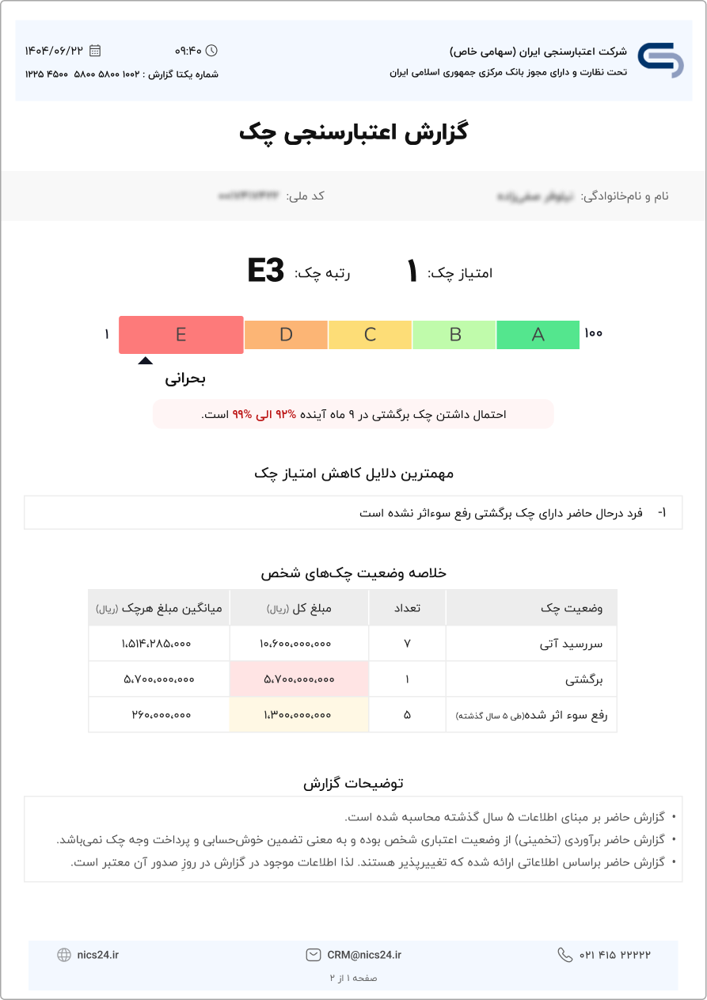 شرکت اعتبارسنجی ایران (سهامی خاص)
تحت نظارت و دارای مجوز بانک مرکزی جمهوری اسلامی ایران
۰۹:۴۰
۱۴۰۴/۰۶/۲۲
شماره یکتا گزارش : ۱۰۰۲ ۵۸۰۰ ۵۸۰۰ ۴۵۰۰ ۱۲۲۵
گزارش اعتبارسنجی چک
نام و نام‌خانوادگی:
کد ملی:
امتیاز چک: ۱
رتبه چک: E3
۱ E D C B A ۱۰۰
بحرانی
احتمال داشتن چک برگشتی در ۹ ماه آینده ۹۲% الی ۹۹% است.
مهمترین دلایل کاهش امتیاز چک
۱- فرد درحال حاضر دارای چک برگشتی رفع سوءاثر نشده است
خلاصه وضعیت چک‌های شخص
وضعیت چک تعداد مبلغ کل (ریال) میانگین مبلغ هرچک (ریال)
سررسید آتی ۷ ۱۰،۶۰۰،۰۰۰،۰۰۰ ۱،۵۱۴،۲۸۵،۰۰۰
برگشتی ۱ ۵،۷۰۰،۰۰۰،۰۰۰ ۵،۷۰۰،۰۰۰،۰۰۰
رفع سوء اثر شده(طی ۵ سال گذشته) ۵ ۱،۳۰۰،۰۰۰،۰۰۰ ۲۶۰،۰۰۰،۰۰۰
توضیحات گزارش
• گزارش حاضر بر مبنای اطلاعات ۵ سال گذشته محاسبه شده است.
• گزارش حاضر برآوردی (تخمینی) از وضعیت اعتباری شخص بوده و به معنی تضمین خوش‌حسابی و پرداخت وجه چک نمی‌باشد.
• گزارش حاضر براساس اطلاعاتی ارائه شده که تغییرپذیر هستند. لذا اطلاعات موجود در گزارش در روزِ صدور آن معتبر است.
۰۲۱ ۴۱۵ ۲۲۲۲۲
CRM@nics24.ir
nics24.ir
صفحه ۱ از ۲